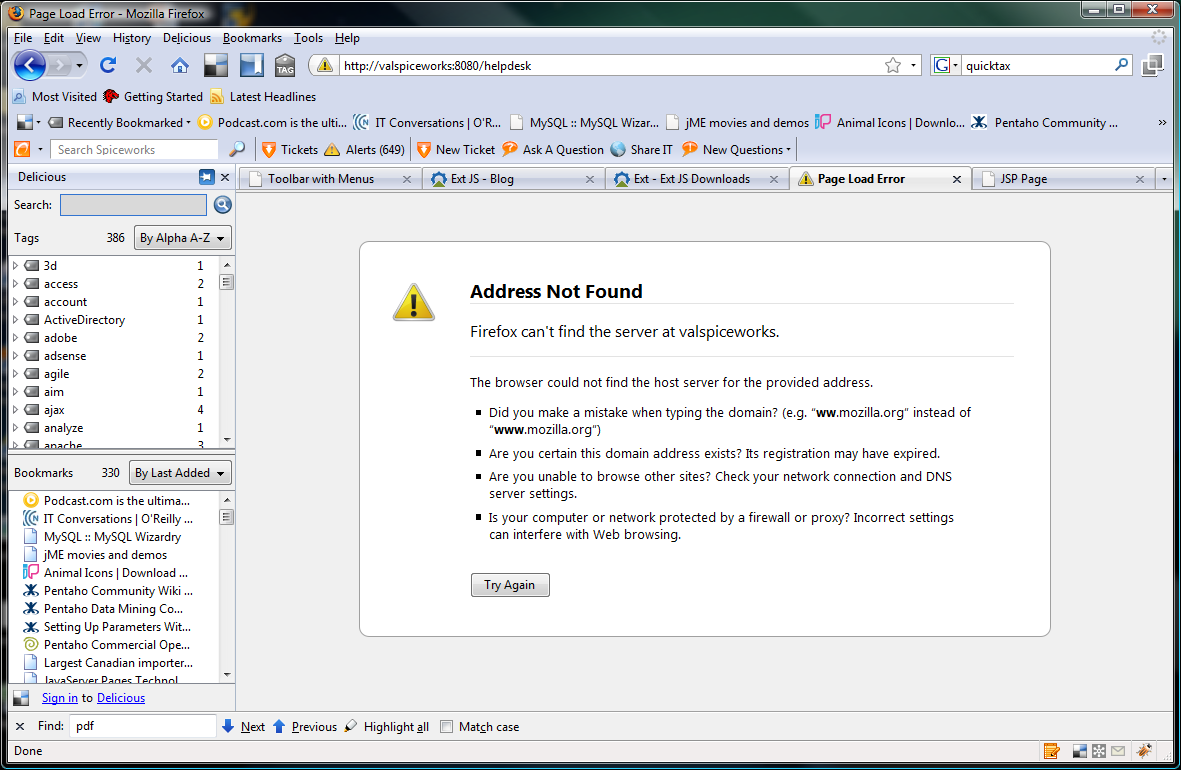 Page Load Error - Mozilla Firefox
File Edit View History Delicious Bookmarks Tools Help
TAG
http://valspiceworks:8080/helpdesk
G
quicktax
Most Visited Getting Started Latest Headlines
Recently Bookmarked Podcast.com is the ulti... IT Conversations | O'R... MySQL :: MySQL Wizar... jME movies and demos Animal Icons | Downlo... Pentaho Community ... »
Search Spiceworks Tickets Alerts (649) New Ticket Ask A Question Share IT New Questions
Delicious
Toolbar with Menus Ext JS - Blog Ext - Ext JS Downloads Page Load Error JSP Page
Search:
Tags 386 By Alpha A-Z
3d 1
access 2
account 1
ActiveDirectory 1
adobe 2
adsense 1
agile 2
aim 1
ajax 4
analyze 1
apache 3
Bookmarks 330 By Last Added
Podcast.com is the ultima...
IT Conversations | O'Reilly ...
MySQL :: MySQL Wizardry
jME movies and demos
Animal Icons | Download ...
Pentaho Community Wiki ...
Pentaho Data Mining Co...
Setting Up Parameters Wit...
Pentaho Commercial Ope...
Largest Canadian importer...
JavaServer Pages Technol...
Sign in to Delicious
Address Not Found
Firefox can't find the server at valspiceworks.
The browser could not find the host server for the provided address.
Did you make a mistake when typing the domain? (e.g. “ww.mozilla.org” instead of
“www.mozilla.org”)
Are you certain this domain address exists? Its registration may have expired.
Are you unable to browse other sites? Check your network connection and DNS
server settings.
Is your computer or network protected by a firewall or proxy? Incorrect settings
can interfere with Web browsing.
Try Again
Find: pdf Next Previous Highlight all Match case
Done